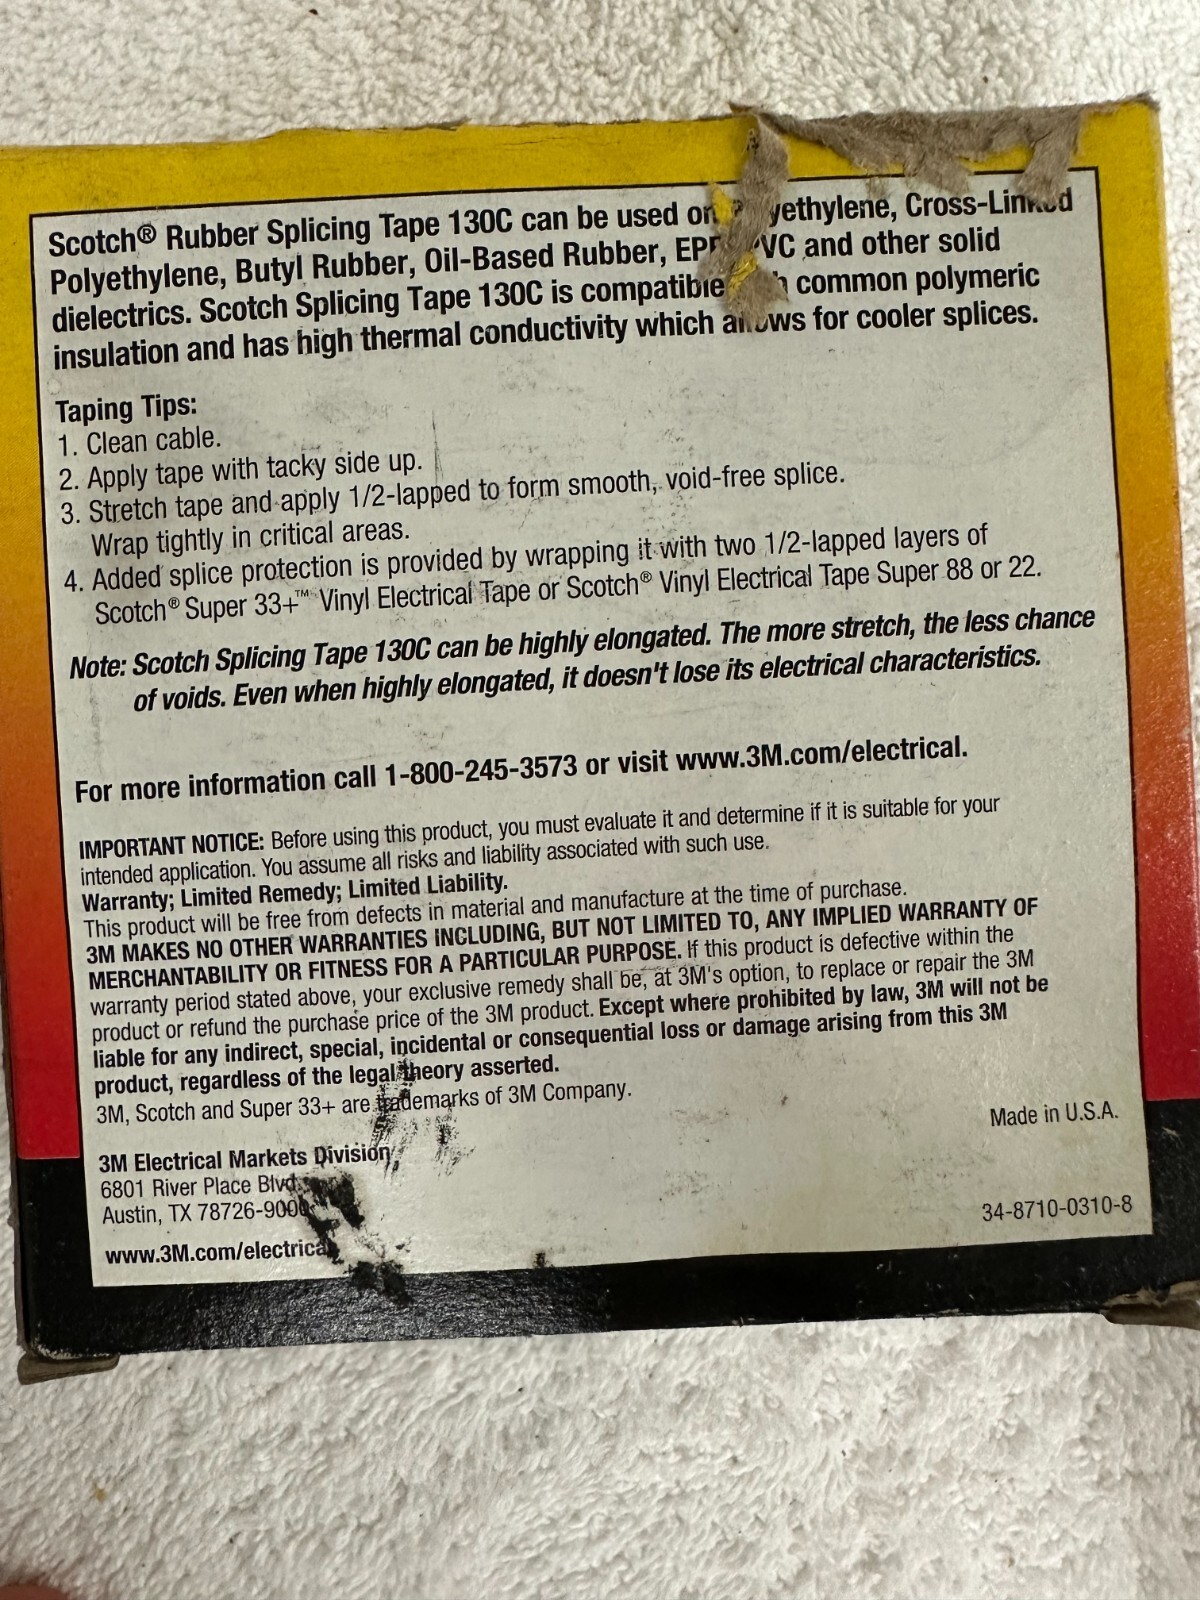 Scotch® Rubber Splicing Tape 130C can be used on yethylene, Cross-Linked
Polyethylene, Butyl Rubber, Oil-Based Rubber, EP VC and other solid
dielectrics. Scotch Splicing Tape 130C is compatible common polymeric
insulation and has high thermal conductivity which allows for cooler splices.
Taping Tips:
1. Clean cable.
2. Apply tape with tacky side up.
3. Stretch tape and apply 1/2-lapped to form smooth, void-free splice.
Wrap tightly in critical areas.
4. Added splice protection is provided by wrapping it with two 1/2-lapped layers of
Scotch® Super 33+™ Vinyl Electrical Tape or Scotch® Vinyl Electrical Tape Super 88 or 22.
Note: Scotch Splicing Tape 130C can be highly elongated. The more stretch, the less chance
of voids. Even when highly elongated, it doesn't lose its electrical characteristics.
For more information call 1-800-245-3573 or visit www.3M.com/electrical.
IMPORTANT NOTICE: Before using this product, you must evaluate it and determine if it is suitable for your
intended application. You assume all risks and liability associated with such use.
Warranty; Limited Remedy; Limited Liability.
This product will be free from defects in material and manufacture at the time of purchase.
3M MAKES NO OTHER WARRANTIES INCLUDING, BUT NOT LIMITED TO, ANY IMPLIED WARRANTY OF
MERCHANTABILITY OR FITNESS FOR A PARTICULAR PURPOSE. If this product is defective within the
warranty period stated above, your exclusive remedy shall be, at 3M's option, to replace or repair the 3M
product or refund the purchase price of the 3M product. Except where prohibited by law, 3M will not be
liable for any indirect, special, incidental or consequential loss or damage arising from this 3M
product, regardless of the legal theory asserted.
3M, Scotch and Super 33+ are trademarks of 3M Company.
Made in U.S.A.
3M Electrical Markets Division
6801 River Place Blvd.
Austin, TX 78726-9000
34-8710-0310-8
www.3M.com/electrical